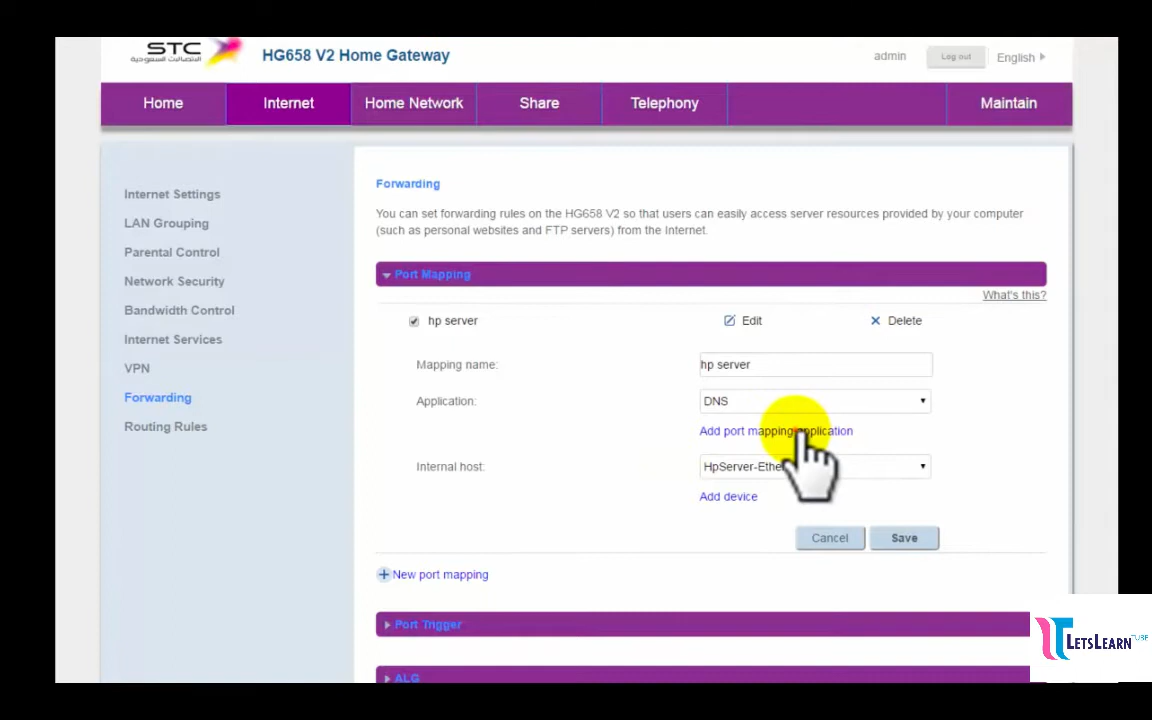 STC
الاتصالات السعودية
HG658 V2 Home Gateway
admin
Log out
English
Home
Internet
Home Network
Share
Telephony
Maintain
Internet Settings
LAN Grouping
Parental Control
Network Security
Bandwidth Control
Internet Services
VPN
Forwarding
Routing Rules
Forwarding
You can set forwarding rules on the HG658 V2 so that users can easily access server resources provided by your computer
(such as personal websites and FTP servers) from the Internet.
Port Mapping
What's this?
hp server
Edit
Delete
Mapping name:
hp server
Application:
DNS
Add port mapping application
Internal host:
HpServer-Ethe
Add device
Cancel
Save
New port mapping
Port Trigger
ALG
LETSLEARN TUBE